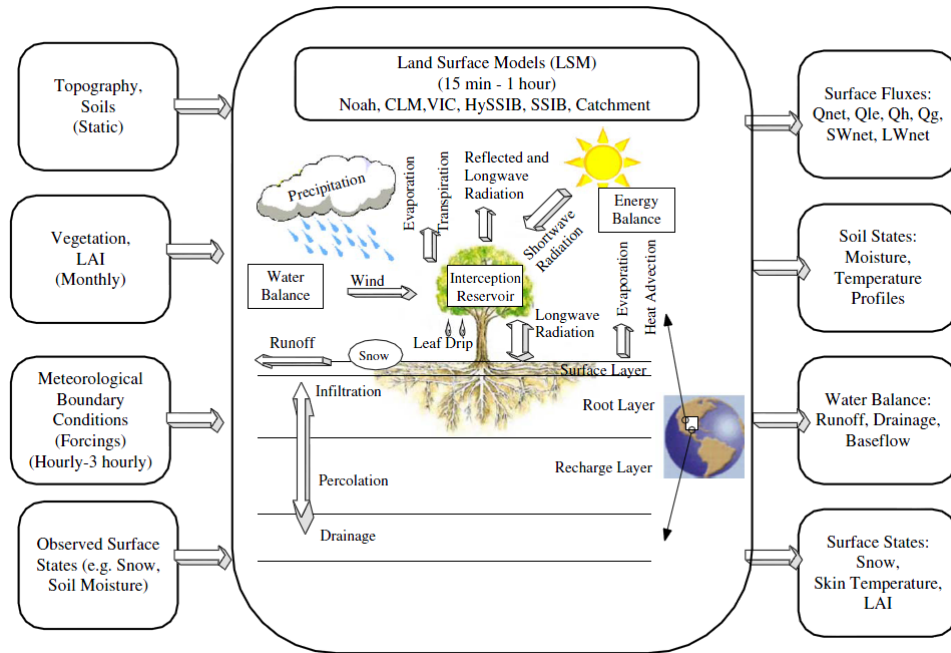 Topography,
Soils
(Static)
Vegetation,
LAI
(Monthly)
Meteorological
Boundary
Conditions
(Forcings)
(Hourly-3 hourly)
Observed Surface
States (e.g. Snow,
Soil Moisture)
Land Surface Models (LSM)
(15 min - 1 hour)
Noah, CLM,VIC, HySSIB, SSIB, Catchment
Precipitation
Evaporation
Transpiration
Reflected and
Longwave
Radiation
Shortwave
Radiation
Energy
Balance
Water
Balance
Wind
Interception
Reservoir
Evaporation
Heat Advection
Leaf Drip
Longwave
Radiation
Runoff
Snow
Surface Layer
Infiltration
Root Layer
Percolation
Recharge Layer
Drainage
Surface Fluxes:
Qnet, Qle, Qh, Qg,
SWnet, LWnet
Soil States:
Moisture,
Temperature
Profiles
Water Balance:
Runoff, Drainage,
Baseflow
Surface States:
Snow,
Skin Temperature,
LAI